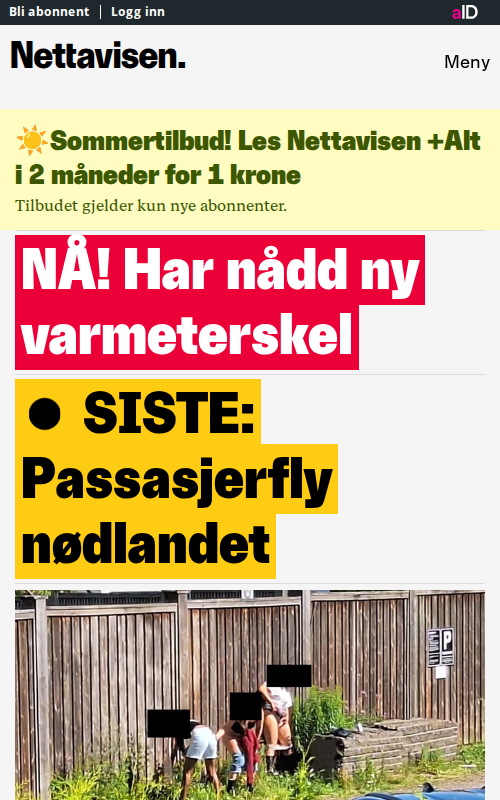 Bli abonnent
Logg inn
aID
Nettavisen.
Meny
☀️Sommertilbud! Les Nettavisen +Alt
i 2 måneder for 1 krone
Tilbudet gjelder kun nye abonnenter.
NÅ! Har nådd ny
varmeterskel
● SISTE:
Passasjerfly
nødlandet
P